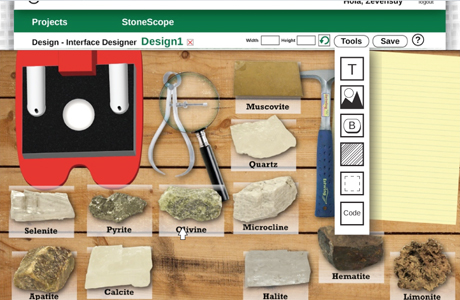 Hola, Zevensuy
logout
Projects StoneScope
Design - Interface Designer Design1
Width Height Tools Save ?
T
B
Code
Muscovite
Quartz
Selenite Pyrite Olivine Microcline
Apatite Calcite Halite Hematite Limonite